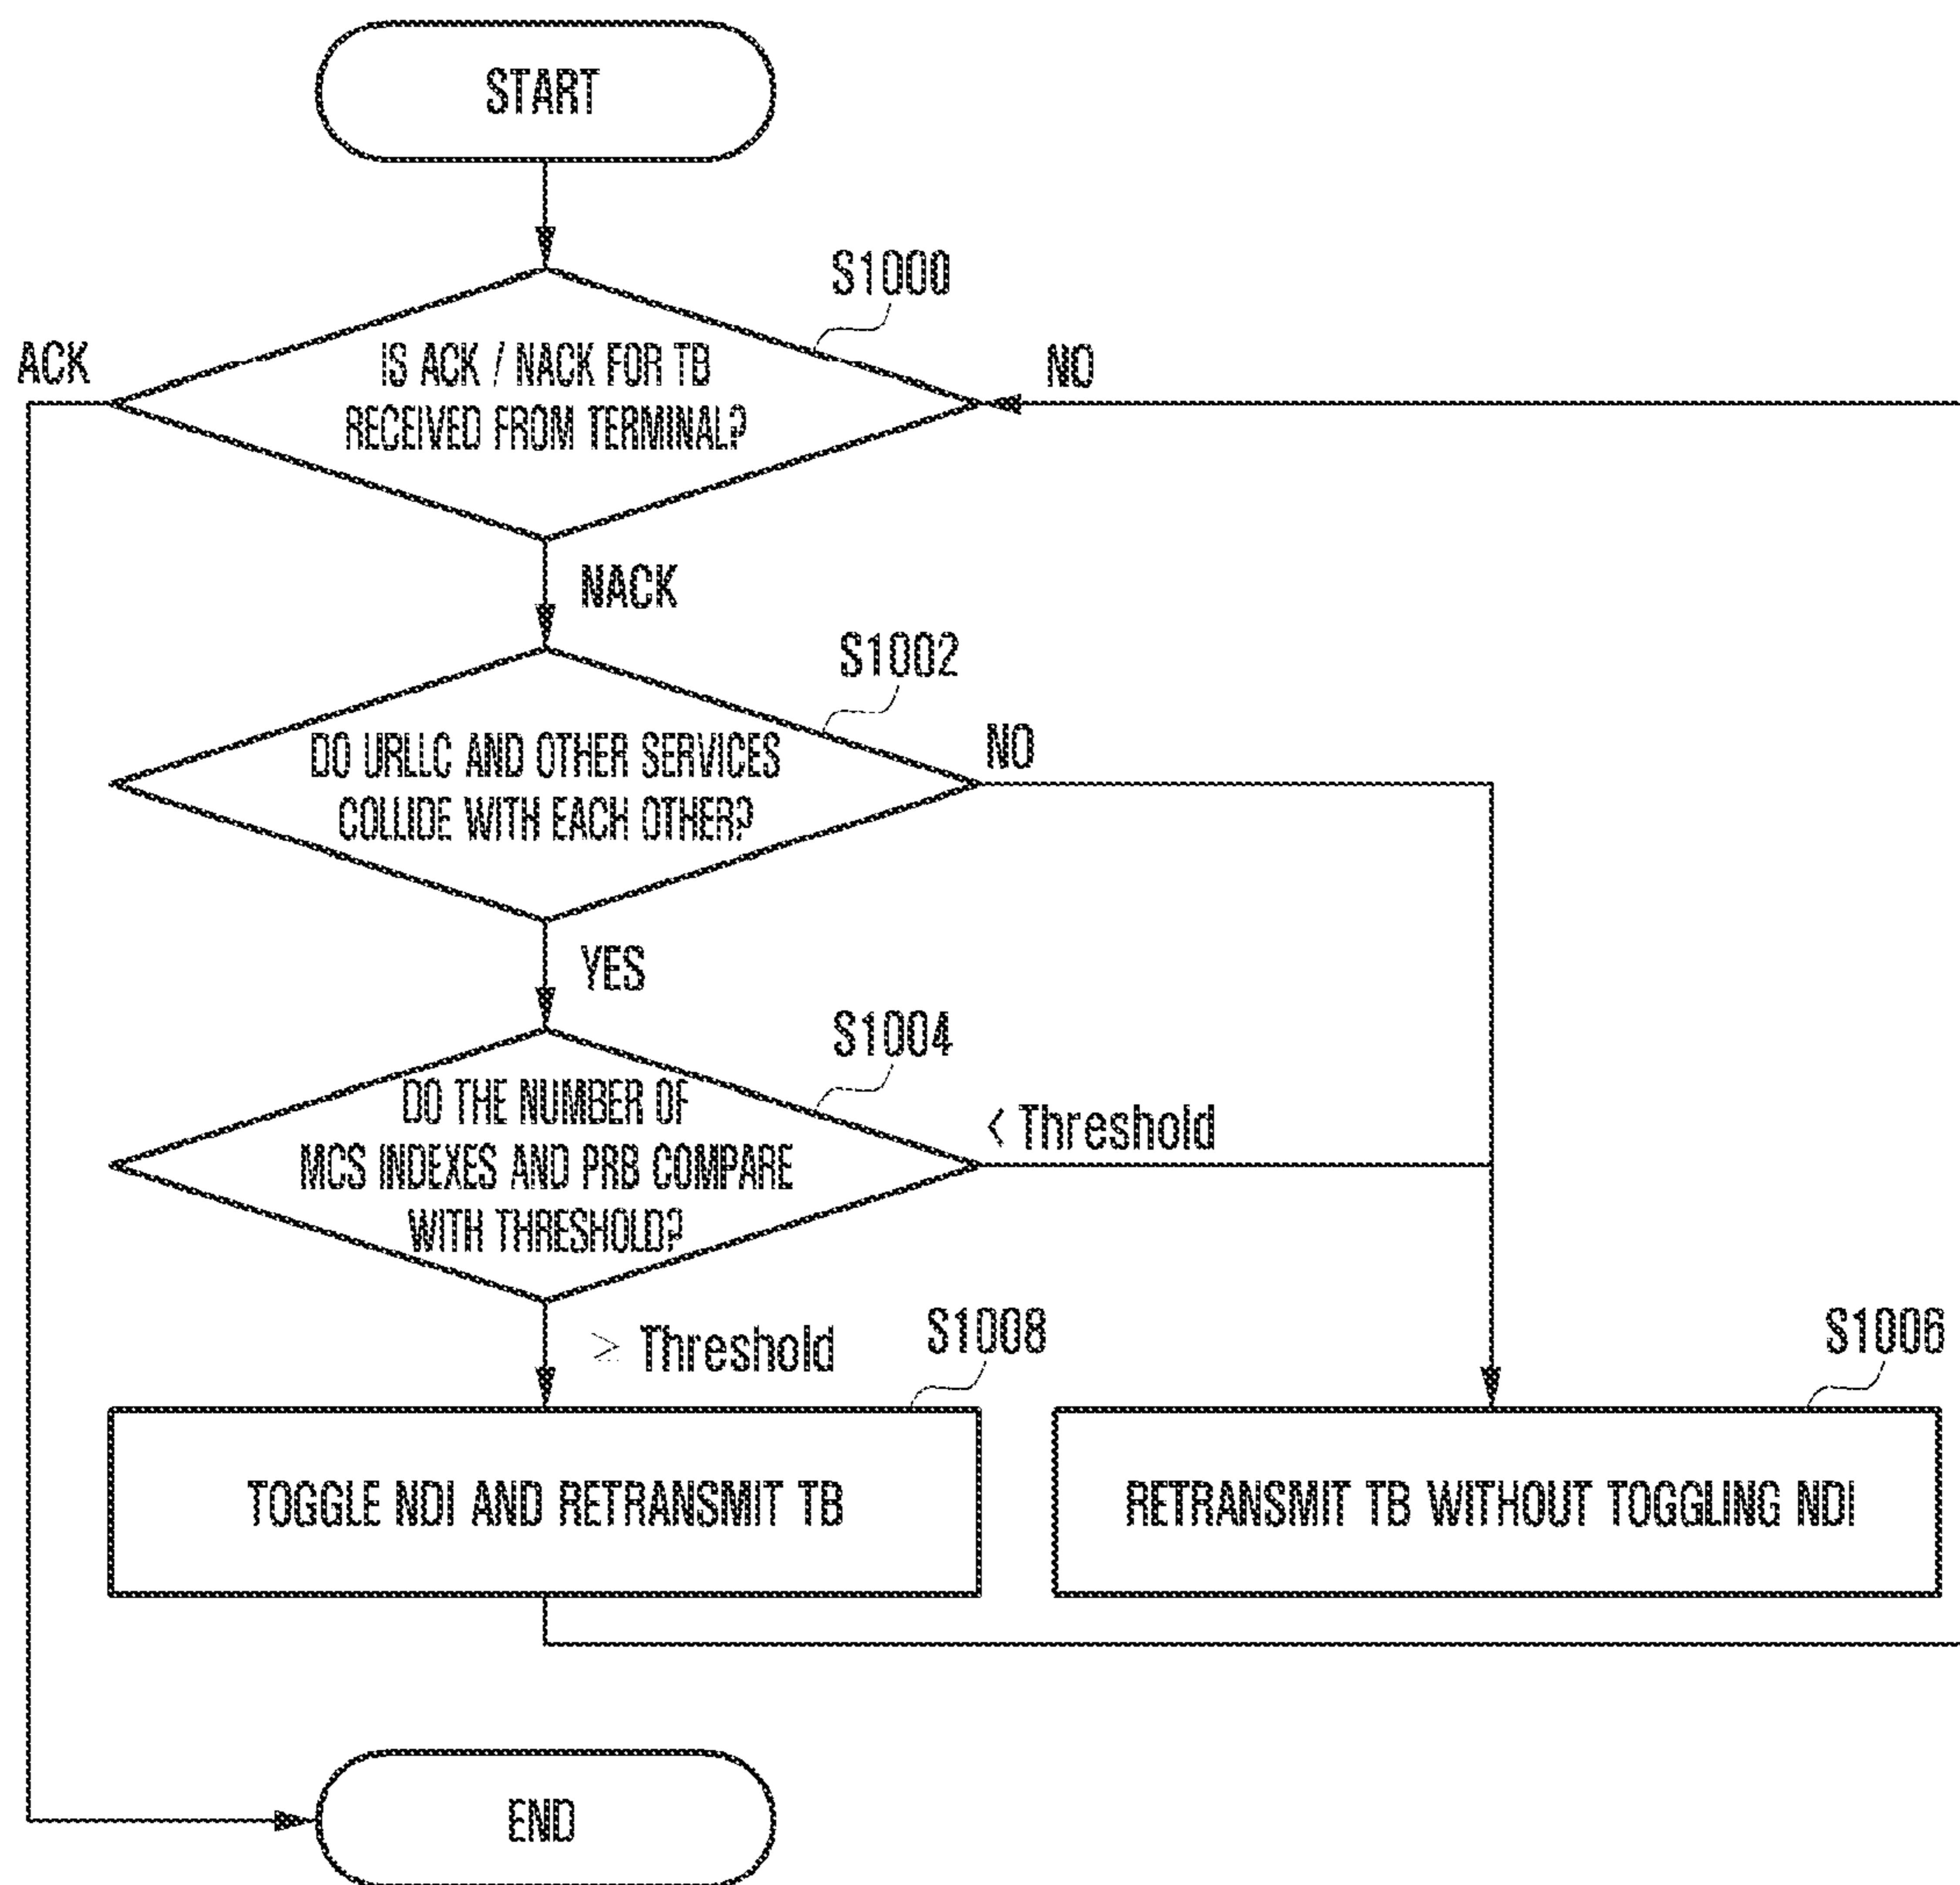 START
S1000
ACK
IS ACK / NACK FOR TB
RECEIVED FROM TERMINAL?
NO
NACK
S1002
DO URLLC AND OTHER SERVICES
COLLIDE WITH EACH OTHER?
NO
YES
S1004
DO THE NUMBER OF
MCS INDEXES AND PRB COMPARE
WITH THRESHOLD?
< Threshold
≥ Threshold
S1008
S1006
TOGGLE NDI AND RETRANSMIT TB
RETRANSMIT TB WITHOUT TOGGLING NDI
END